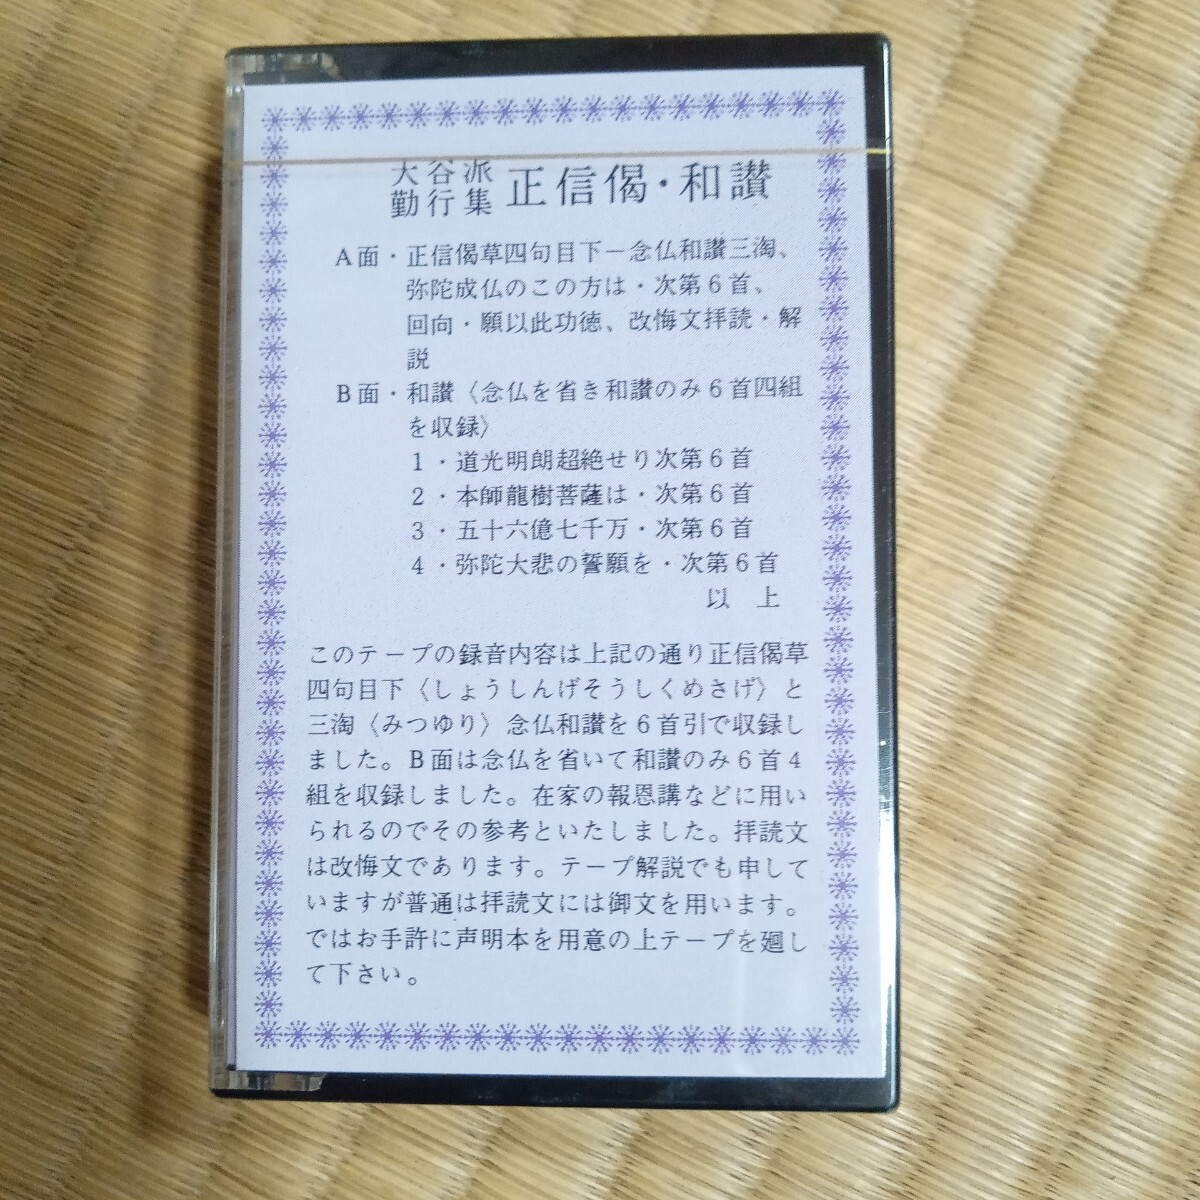 大谷派
勤行集 正信偈・和讃
A面・正信偈草四句目下−念仏和讃三淘、
弥陀成仏のこの方は・次第6首、
回向・願以此功徳、改悔文拝読・解
説
B面・和讃〈念仏を省き和讃のみ6首四組
を収録〉
1・道光明朗超絶せり次第6首
2・本師龍樹菩薩は・次第6首
3・五十六億七千万・次第6首
4・弥陀大悲の誓願を・次第6首
以上
このテープの録音内容は上記の通り正信偈草
四句目下〈しょうしんげそうしくめさげ〉と
三淘〈みつゆり〉念仏和讃を6首引で収録し
ました。B面は念仏を省いて和讃のみ6首4
組を収録しました。在家の報恩講などに用い
られるのでその参考といたしました。拝読文
は改悔文であります。テープ解説でも申して
いますが普通は拝読文には御文を用います。
ではお手許に声明本を用意の上テープを廻し
て下さい。